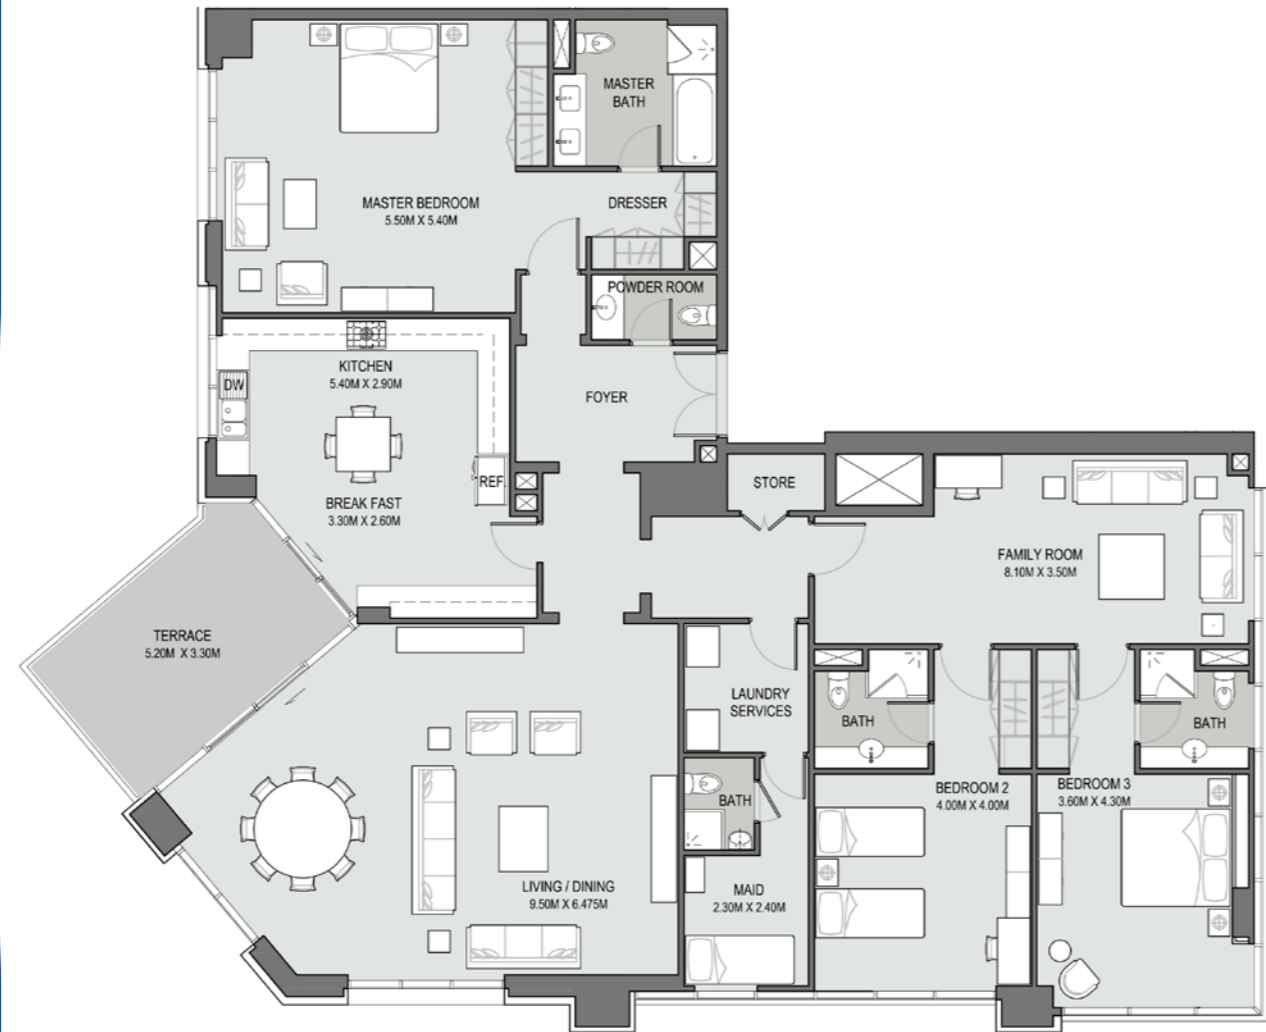 MASTER
BATH
MASTER BEDROOM
5.50M X 5.40M
DRESSER
POWDER ROOM
KITCHEN
5.40M X 2.90M
DW
FOYER
REF.
BREAK FAST
3.30M X 2.60M
STORE
FAMILY ROOM
8.10M X 3.50M
TERRACE
5.20M X 3.30M
LAUNDRY
SERVICES
BATH
BATH
BEDROOM 2
4.00M X 4.00M
BEDROOM 3
3.60M X 4.30M
BATH
LIVING / DINING
9.50M X 6.475M
MAID
2.30M X 2.40M